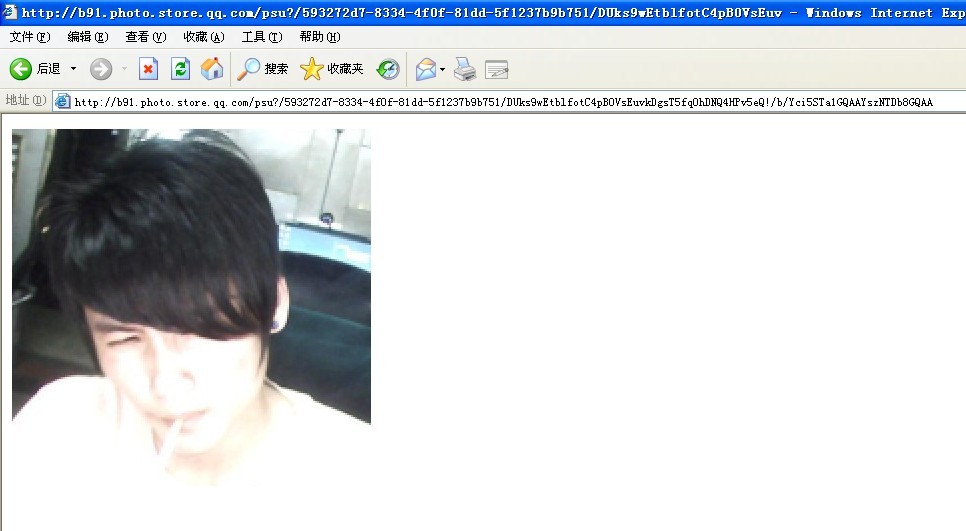 http://b91.photo.store.qq.com/psu?/593272d7-8334-4f0f-81dd-5f1237b9b751/DUks9wEtblfotC4pBOVsEuv - Windows Internet Exp
文件(F) 编辑(E) 查看(V) 收藏(A) 工具(T) 帮助(H)
后退 搜索 收藏夹
地址(D) http://b91.photo.store.qq.com/psu?/593272d7-8334-4f0f-81dd-5f1237b9b751/DUks9wEtblfotC4pBOVsEuvkDgsT5fqOhDNQ4HPv5eQ!/b/Yci5STa1GQAAYszNTDb8GQAA